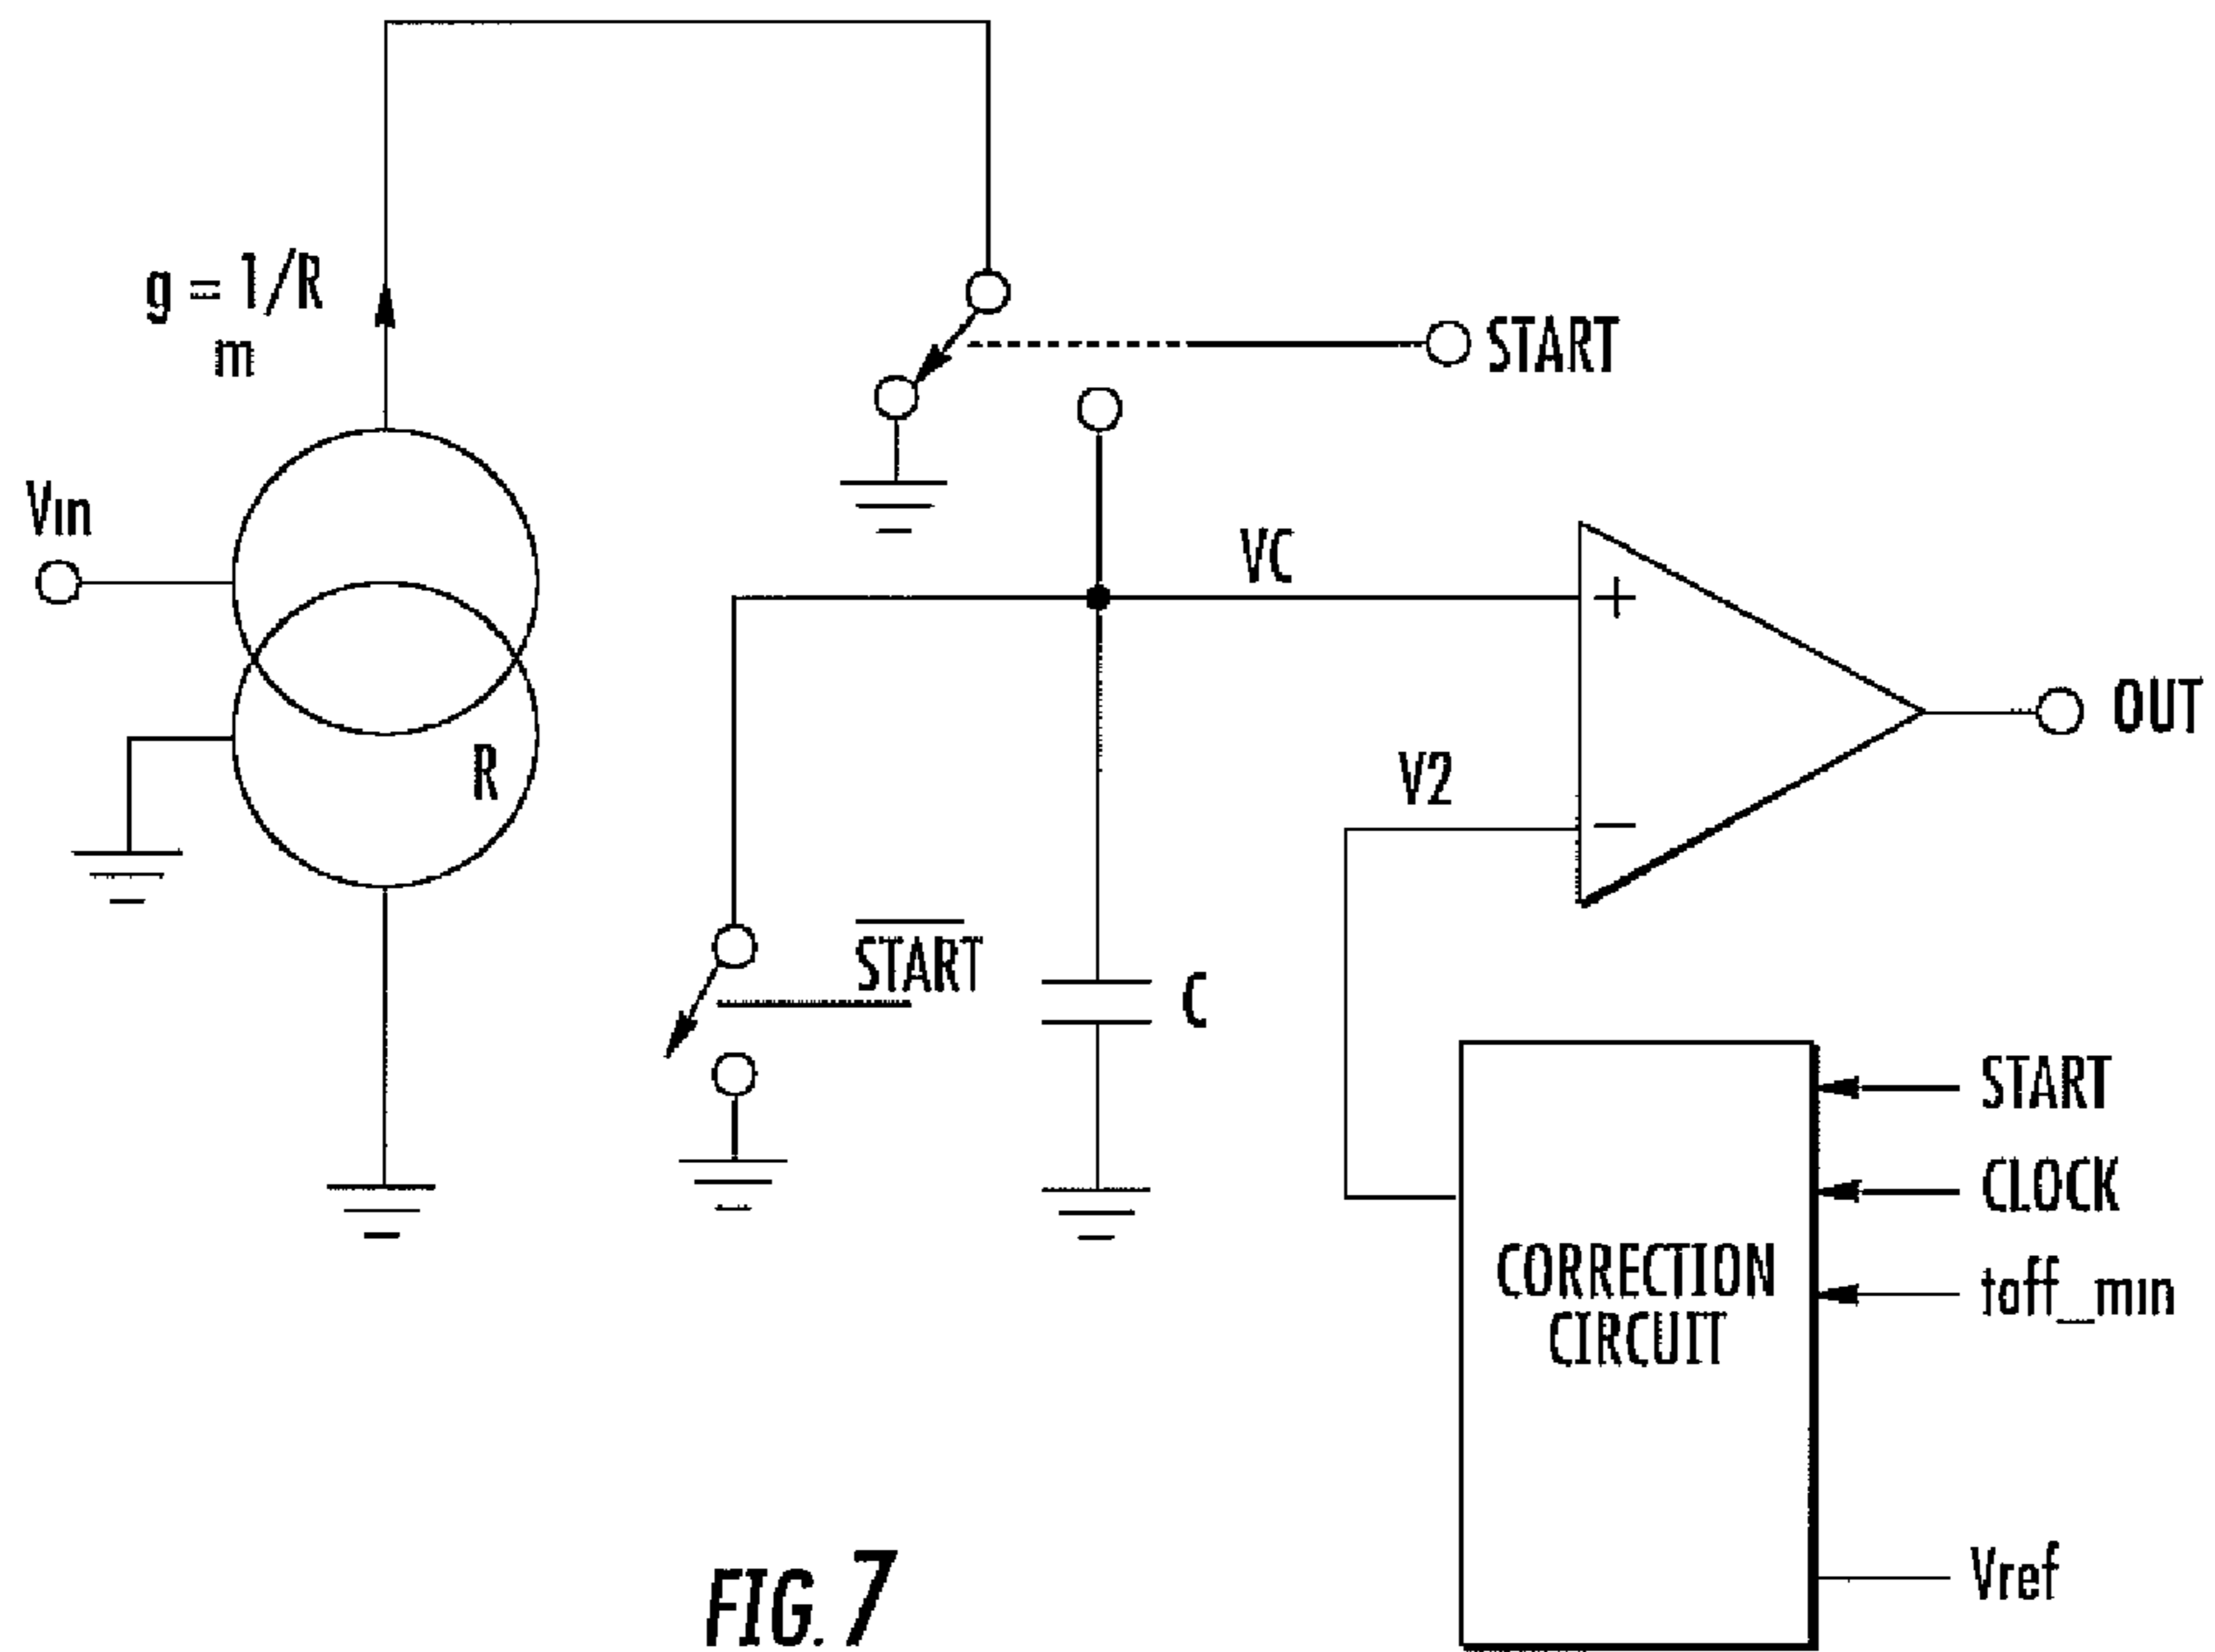 g = 1/R
m
START
Vin
VC
+
OUT
R
V2
−
START
C
START
CLOCK
toff_min
CORRECTION
CIRCUIT
Vref
FIG. 7